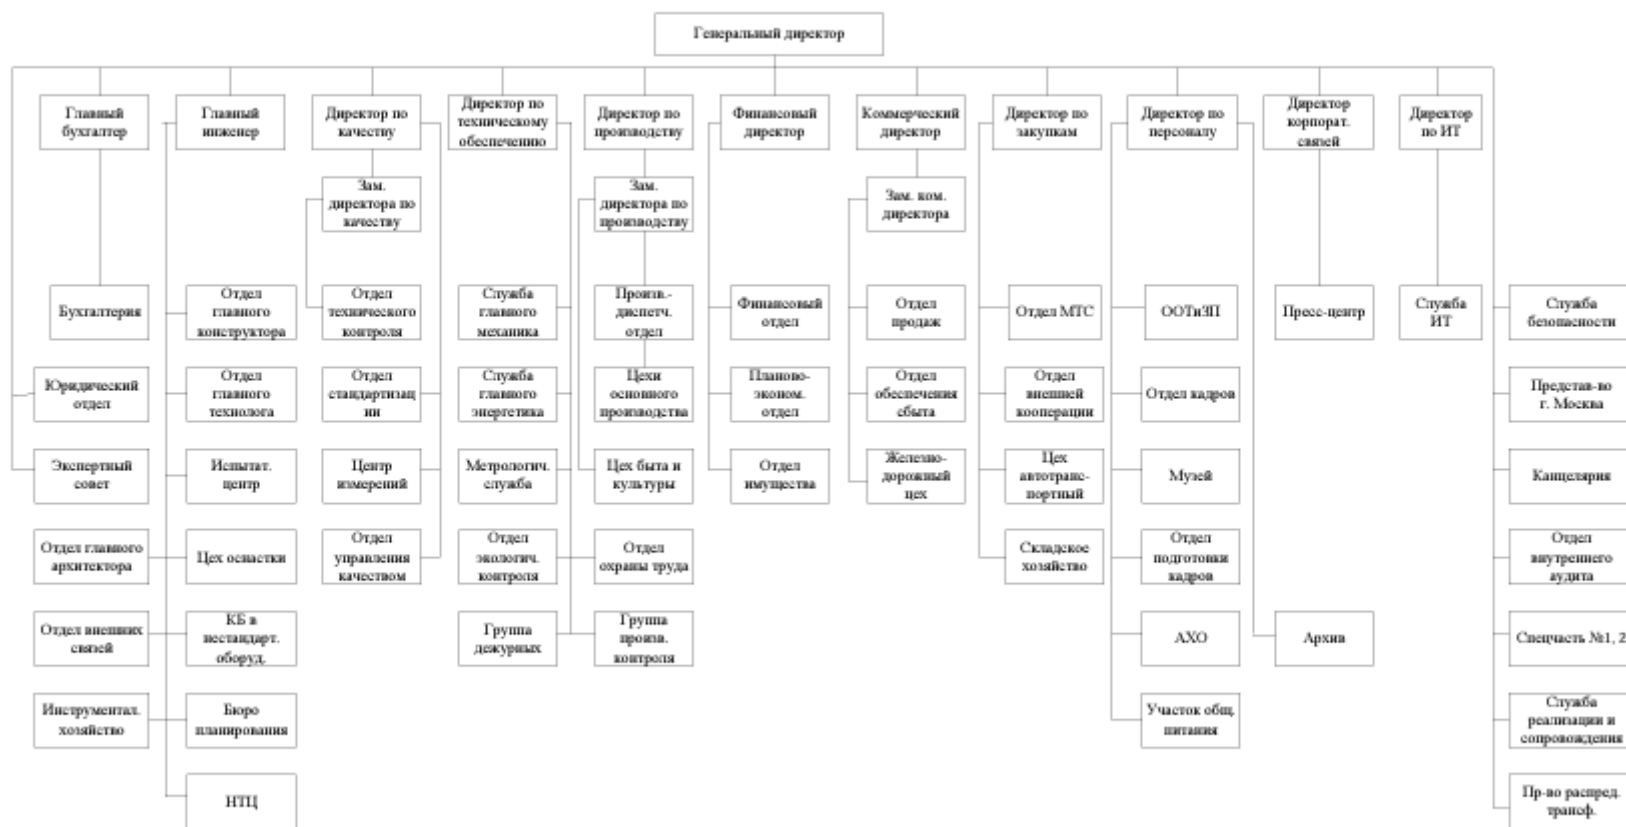 Генеральный директор
Главный
бухгалтер
Главный
инженер
Директор по
качеству
Директор по
техническому
обеспечению
Директор по
производству
Финансовый
директор
Коммерческий
директор
Директор по
закупкам
Директор по
персоналу
Директор
корпорат.
связей
Директор
по ИТ
Зам.
директора по
качеству
Зам.
директора по
производству
Зам. ком.
директора
Бухгалтерия
Отдел
главного
конструктора
Отдел
технического
контроля
Служба
главного
механика
Произв.-
диспетч.
отдел
Финансовый
отдел
Отдел
продаж
Отдел МТС
ООТиЗП
Пресс-центр
Служба
ИТ
Служба
безопасности
Юридический
отдел
Отдел
главного
технолога
Отдел
стандартизац
ии
Служба
главного
энергетика
Цехи
основного
производства
Планово-
эконом.
отдел
Отдел
обеспечения
сбыта
Отдел
внешней
кооперации
Отдел кадров
Представ-во
г. Москва
Экспертный
совет
Испытат.
центр
Центр
измерений
Метрологич.
служба
Цех быта и
культуры
Отдел
имущества
Железно-
дорожный
цех
Цех
автотранс-
портный
Музей
Канцелярия
Отдел главного
архитектора
Цех оснастки
Отдел
управления
качеством
Отдел
экологич.
контроля
Отдел
охраны труда
Складское
хозяйство
Отдел
подготовки
кадров
Отдел
внутреннего
аудита
Отдел внешних
связей
КБ в
нестандарт.
оборуд.
Группа
дежурных
Группа
произв.
контроля
АХО
Архив
Спецчасть №1, 2
Инструментал.
хозяйство
Бюро
планирования
Участок общ.
питания
Служба
реализации и
сопровождения
НТЦ
Пр-во распред.
трансф.